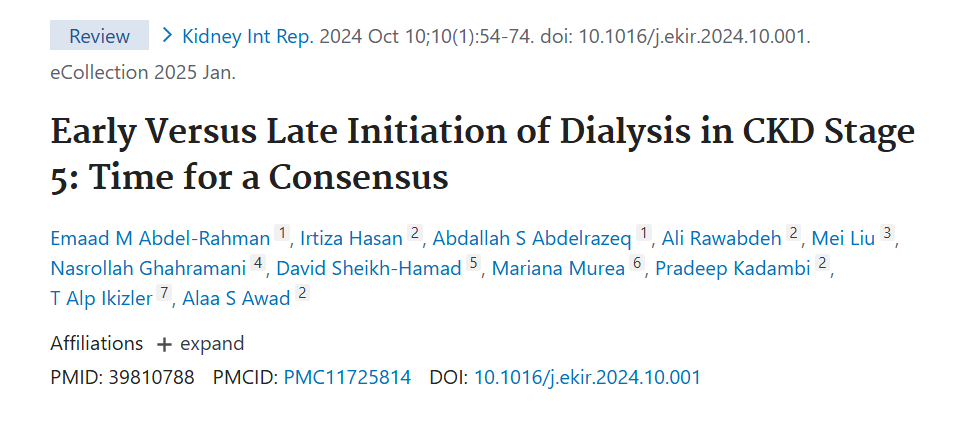 Review > Kidney Int Rep. 2024 Oct 10;10(1):54-74. doi: 10.1016/j.ekir.2024.10.001.
eCollection 2025 Jan.
Early Versus Late Initiation of Dialysis in CKD Stage
5: Time for a Consensus
Emaad M Abdel-Rahman 1, Irtiza Hasan 2, Abdallah S Abdelrazeq 1, Ali Rawabdeh 2, Mei Liu 3,
Nasrollah Ghahramani 4, David Sheikh-Hamad 5, Mariana Murea 6, Pradeep Kadambi 2,
T Alp Ikizler 7, Alaa S Awad 2
Affiliations + expand
PMID: 39810788 PMCID: PMC11725814 DOI: 10.1016/j.ekir.2024.10.001